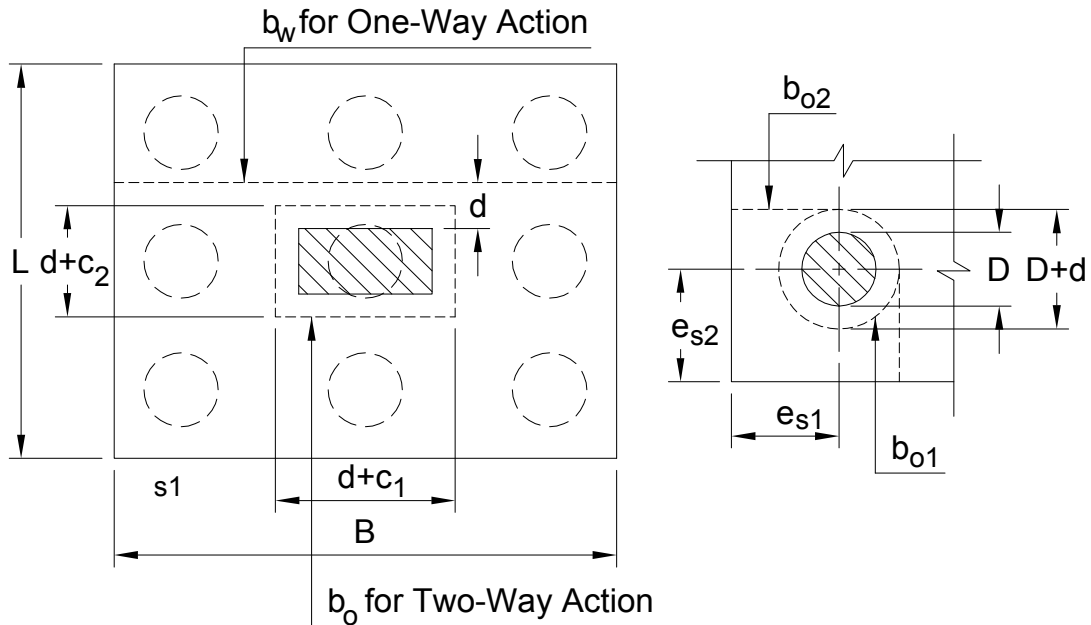 b_w for One-Way Action
b_o2
d
L
d+c_2
D
D+d
e_s2
e_s1
b_o1
s1
d+c_1
B
b_o for Two-Way Action